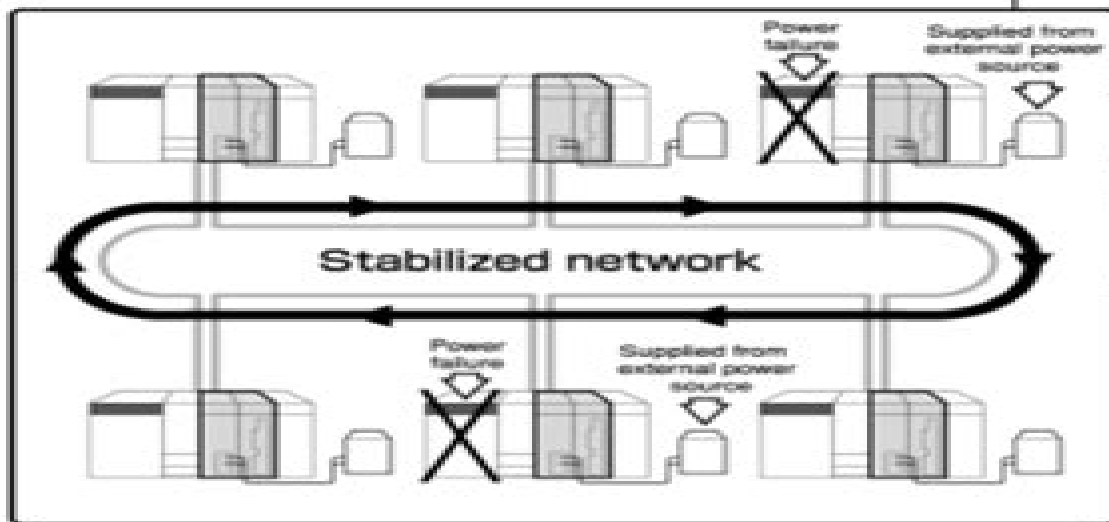 Power
failure
Supplied from
external power
source
Stabilized network
Power
failure
Supplied from
external power
source